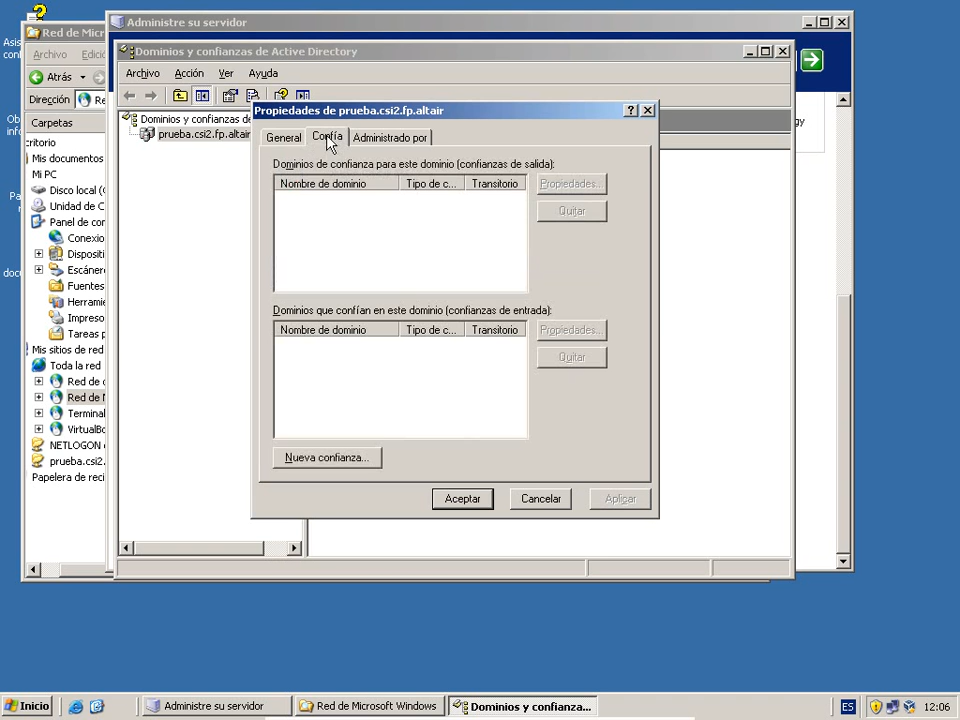 Administre su servidor
Red de Mic
Archivo Edició
Atrás
Dirección Re
Carpetas
critorio
Mis documentos
Mi PC
Disco local (
Unidad de C
Panel de cor
Conexio
Disposit
Escáner
Fuentes
Herramie
Impreso
Tareas p
Mis sitios de red
Toda la red
Red de
Red de M
Terminal
VirtualBo
NETLOGON
prueba.csi2.
Papelera de reci
Dominios y confianzas de Active Directory
Archivo Acción Ver Ayuda
Dominios y confianzas de
prueba.csi2.fp.altair
Propiedades de prueba.csi2.fp.altair
General Confía Administrado por
Dominios de confianza para este dominio (confianzas de salida):
Nombre de dominio Tipo de c... Transitorio
Propiedades...
Quitar
Dominios que confían en este dominio (confianzas de entrada):
Nombre de dominio Tipo de c... Transitorio
Propiedades...
Quitar
Nueva confianza...
Aceptar Cancelar Aplicar
Inicio Administre su servidor Red de Microsoft Windows Dominios y confianza... ES 12:06